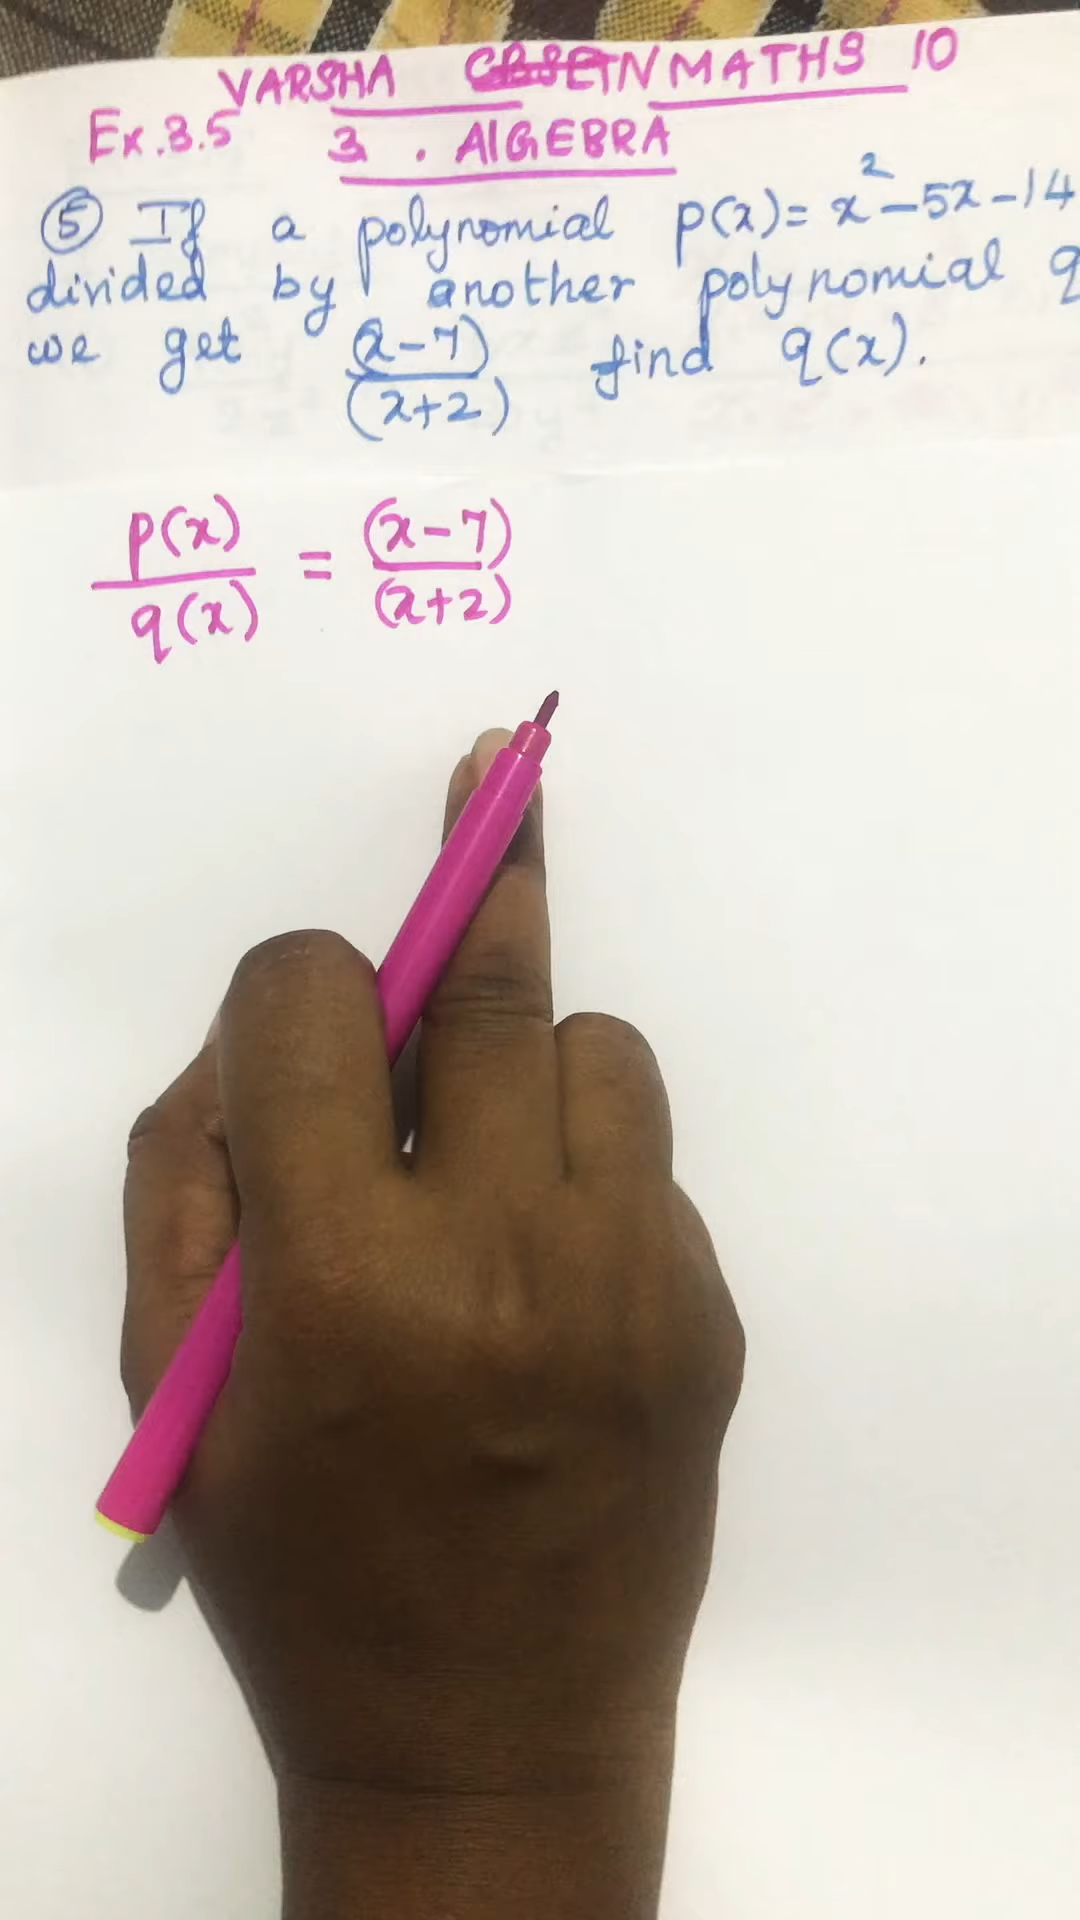 VARSHA TN MATHS 10
Ex.3.5 3. AlGEBRA
⑤ If a polynomial p(x)= x²-5x-14
divided by another polynomial q
we get (x-7)
(x+2) find q(x).
p(x) = (x-7)
q(x) (x+2)